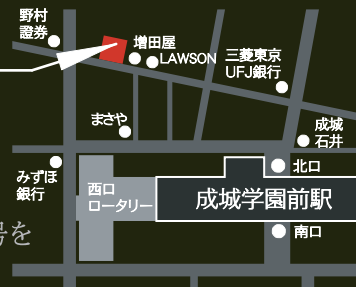 野村
證券
増田屋
LAWSON
三菱東京
UFJ銀行
まさや
成城
石井
みずほ
銀行
西口
ロータリー
北口
成城学園前駅
南口
号を